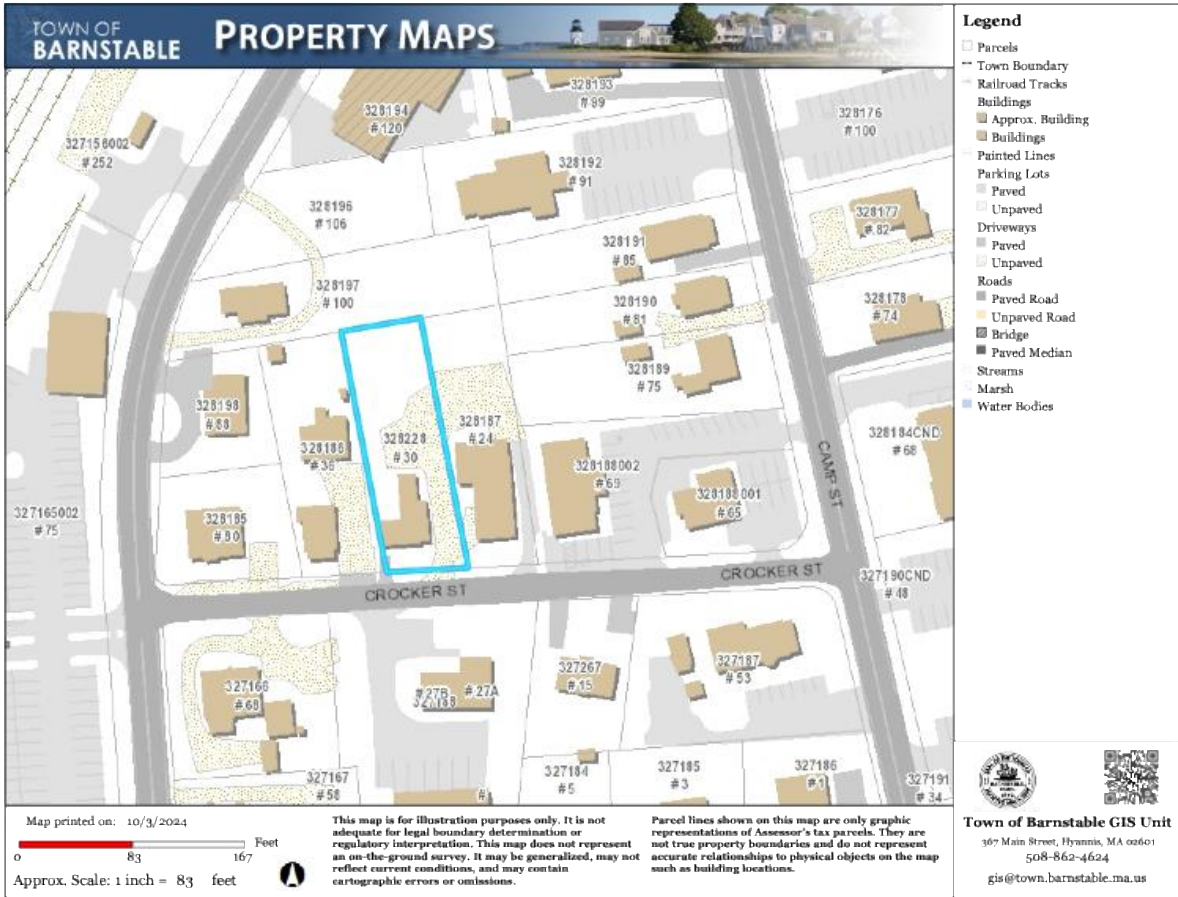 TOWN OF
BARNSTABLE
PROPERTY MAPS
328193
# 99
328194
# 120
328176
# 100
327156002
# 252
328192
# 91
328196
# 106
328177
# 82
328191
# 85
328197
# 100
328190
# 81
328178
# 74
328189
# 75
328198
# 88
328187
# 24
328228
# 30
328186
# 36
328184CND
# 68
328188002
# 69
CAMP ST
328188001
# 65
327165002
# 75
328185
# 80
CROCKER ST
CROCKER ST
327190CND
# 48
327267
# 15
327187
# 53
327166
# 68
# 27B
# 27A
327188
327184
# 5
327185
# 3
327186
# 1
327167
# 58
#
327191
# 34
Legend
Parcels
Town Boundary
Railroad Tracks
Buildings
Approx. Building
Buildings
Painted Lines
Parking Lots
Paved
Unpaved
Driveways
Paved
Unpaved
Roads
Paved Road
Unpaved Road
Bridge
Paved Median
Streams
Marsh
Water Bodies
Map printed on: 10/3/2024
Feet
0 83 167
Approx. Scale: 1 inch = 83 feet
This map is for illustration purposes only. It is not
adequate for legal boundary determination or
regulatory interpretation. This map does not represent
an on-the-ground survey. It may be generalized, may not
reflect current conditions, and may contain
cartographic errors or omissions.
Parcel lines shown on this map are only graphic
representations of Assessor's tax parcels. They are
not true property boundaries and do not represent
accurate relationships to physical objects on the map
such as building locations.
Town of Barnstable GIS Unit
367 Main Street, Hyannis, MA 02601
508-862-4624
gis@town.barnstable.ma.us